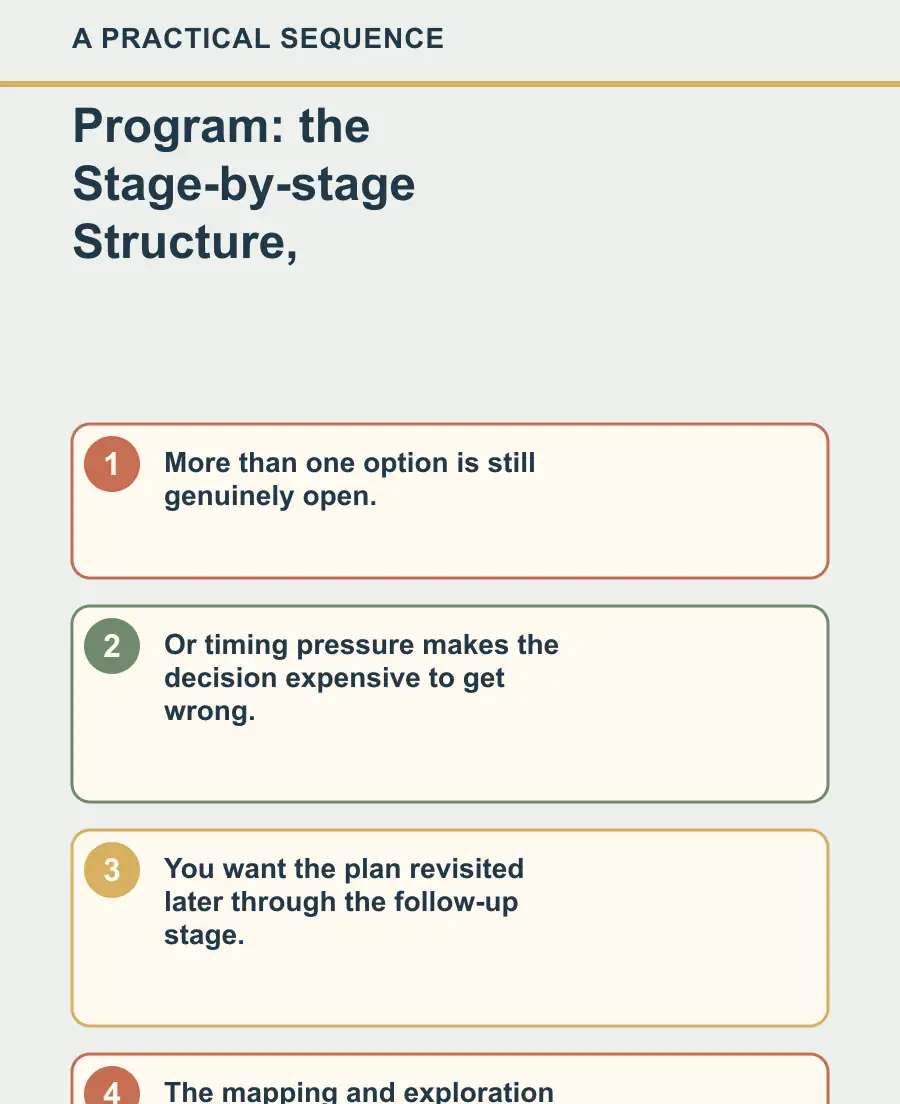 A PRACTICAL SEQUENCE
Program: the
Stage-by-stage
Structure,
1
More than one option is still
genuinely open.
2
Or timing pressure makes the
decision expensive to get
wrong.
3
You want the plan revisited
later through the follow-up
stage.
4
The mapping and exploration